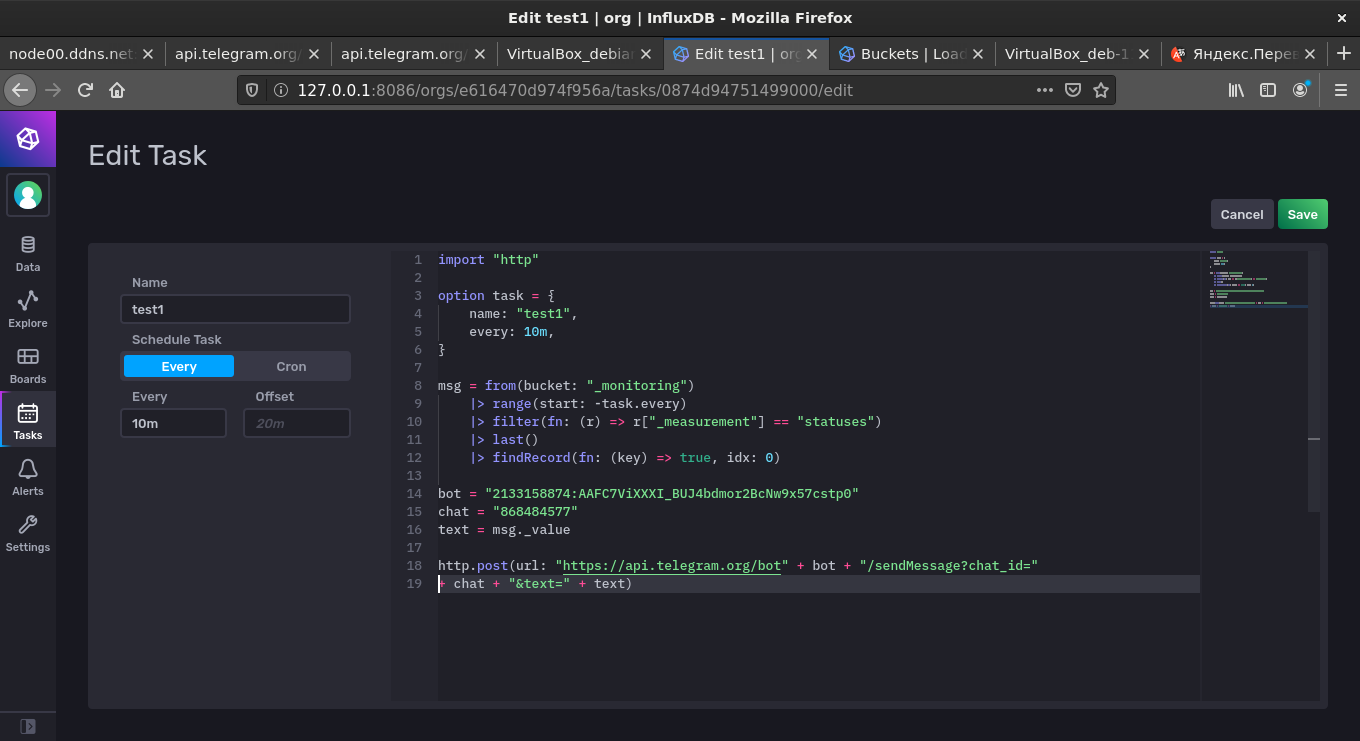 Edit test1 | org | InfluxDB - Mozilla Firefox
node00.ddns.net
api.telegram.org/
api.telegram.org/
VirtualBox_debia
Edit test1 | org
Buckets | Load
VirtualBox_deb-1
Яндекс.Перев
127.0.0.1:8086/orgs/e616470d974f956a/tasks/0874d94751499000/edit
Edit Task
Cancel
Save
Data
Explore
Boards
Tasks
Alerts
Settings
Name
test1
Schedule Task
Every
Cron
Every
Offset
10m
20m
1 import "http"
2
3 option task = {
4     name: "test1",
5     every: 10m,
6 }
7
8 msg = from(bucket: "_monitoring")
9     |> range(start: -task.every)
10     |> filter(fn: (r) => r["_measurement"] == "statuses")
11     |> last()
12     |> findRecord(fn: (key) => true, idx: 0)
13
14 bot = "2133158874:AAFC7ViXXXI_BUJ4bdmor2BcNw9x57cstp0"
15 chat = "868484577"
16 text = msg._value
17
18 http.post(url: "https://api.telegram.org/bot" + bot + "/sendMessage?chat_id="
19 + chat + "&text=" + text)